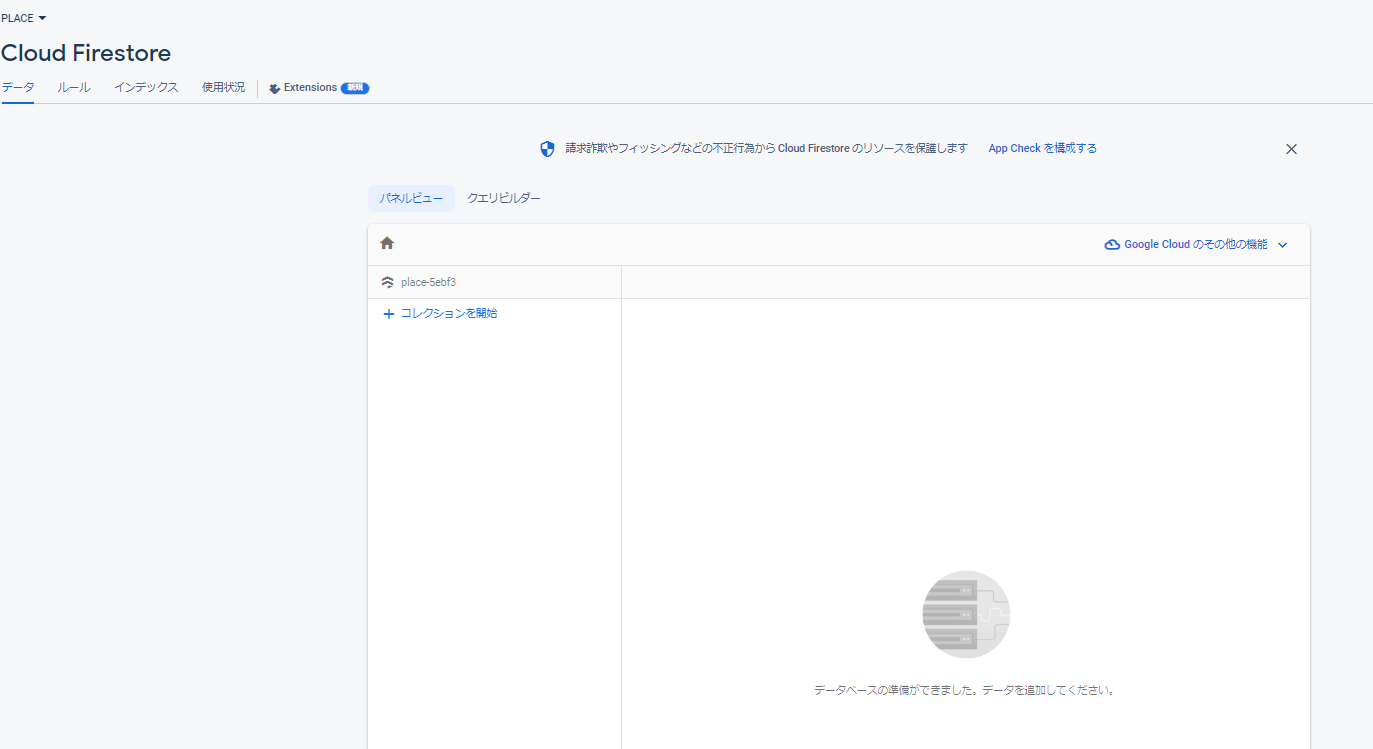 PLACE
Cloud Firestore
データ ルール インデックス 使用状況 Extensions 新規
請求詐欺やフィッシングなどの不正行為から Cloud Firestore のリソースを保護します App Check を構成する
パネルビュー クエリビルダー
Google Cloud のその他の機能
place-5ebf3
コレクションを開始
データベースの準備ができました。データを追加してください。